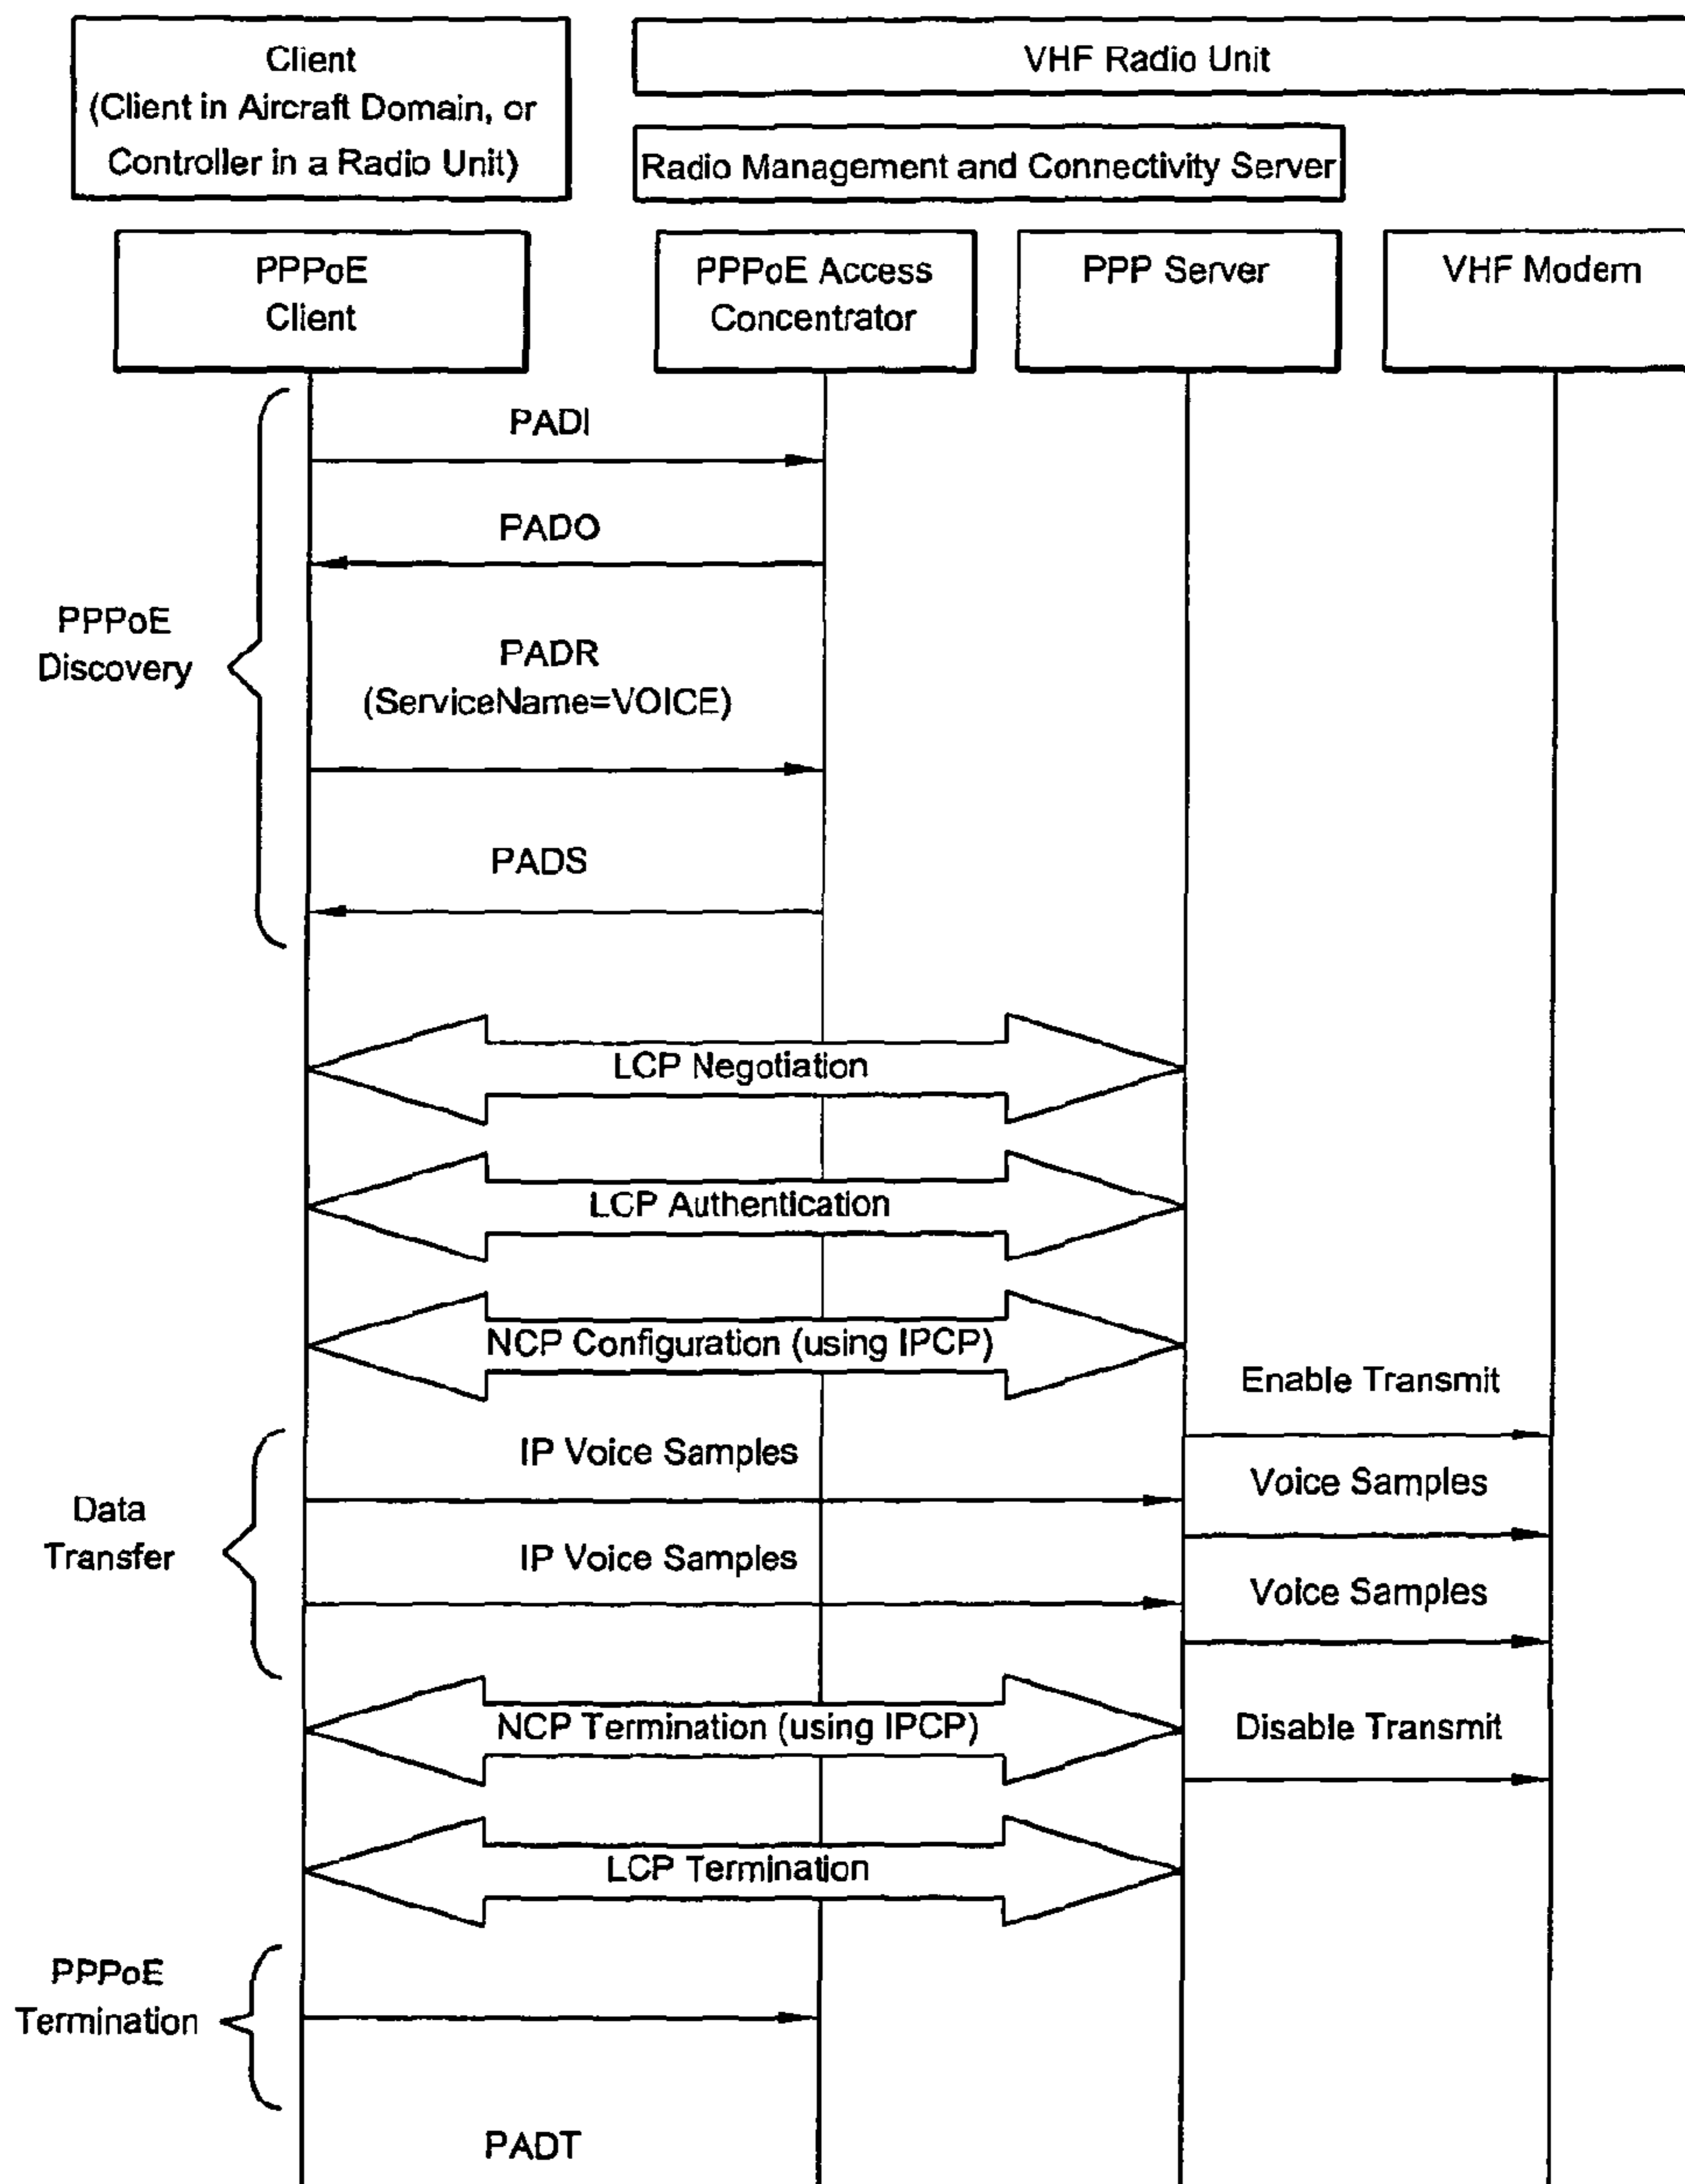 Client
(Client in Aircraft Domain, or
Controller in a Radio Unit)
VHF Radio Unit
Radio Management and Connectivity Server
PPPoE
Client
PPPoE Access
Concentrator
PPP Server
VHF Modem
PADI
PADO
PPPoE
Discovery
PADR
(ServiceName=VOICE)
PADS
LCP Negotiation
LCP Authentication
NCP Configuration (using IPCP)
Enable Transmit
IP Voice Samples
Voice Samples
Data
Transfer
IP Voice Samples
Voice Samples
NCP Termination (using IPCP)
Disable Transmit
LCP Termination
PPPoE
Termination
PADT